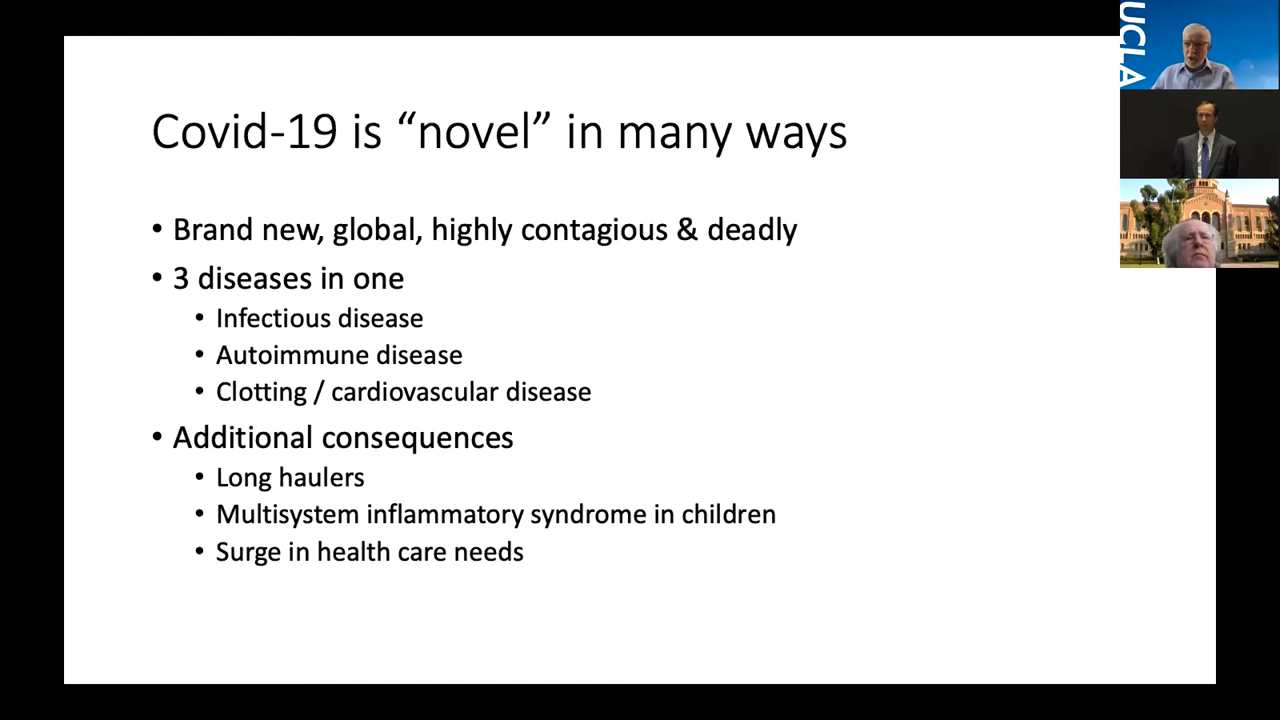 Covid-19 is “novel” in many ways
• Brand new, global, highly contagious & deadly
• 3 diseases in one
• Infectious disease
• Autoimmune disease
• Clotting / cardiovascular disease
• Additional consequences
• Long haulers
• Multisystem inflammatory syndrome in children
• Surge in health care needs
UCLA